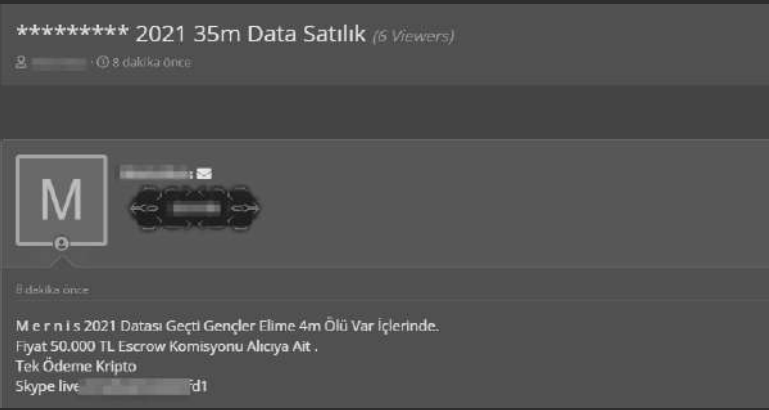 ********* 2021 35m Data Satılık (6 Viewers)
8 dakika önce
M
8 dakika önce
M e r n i s 2021 Datası Geçti Gençler Elime 4m Ölü Var İçlerinde.
Fiyat 50.000 TL Escrow Komisyonu Alıcıya Ait .
Tek Ödeme Kripto
Skype live fd1